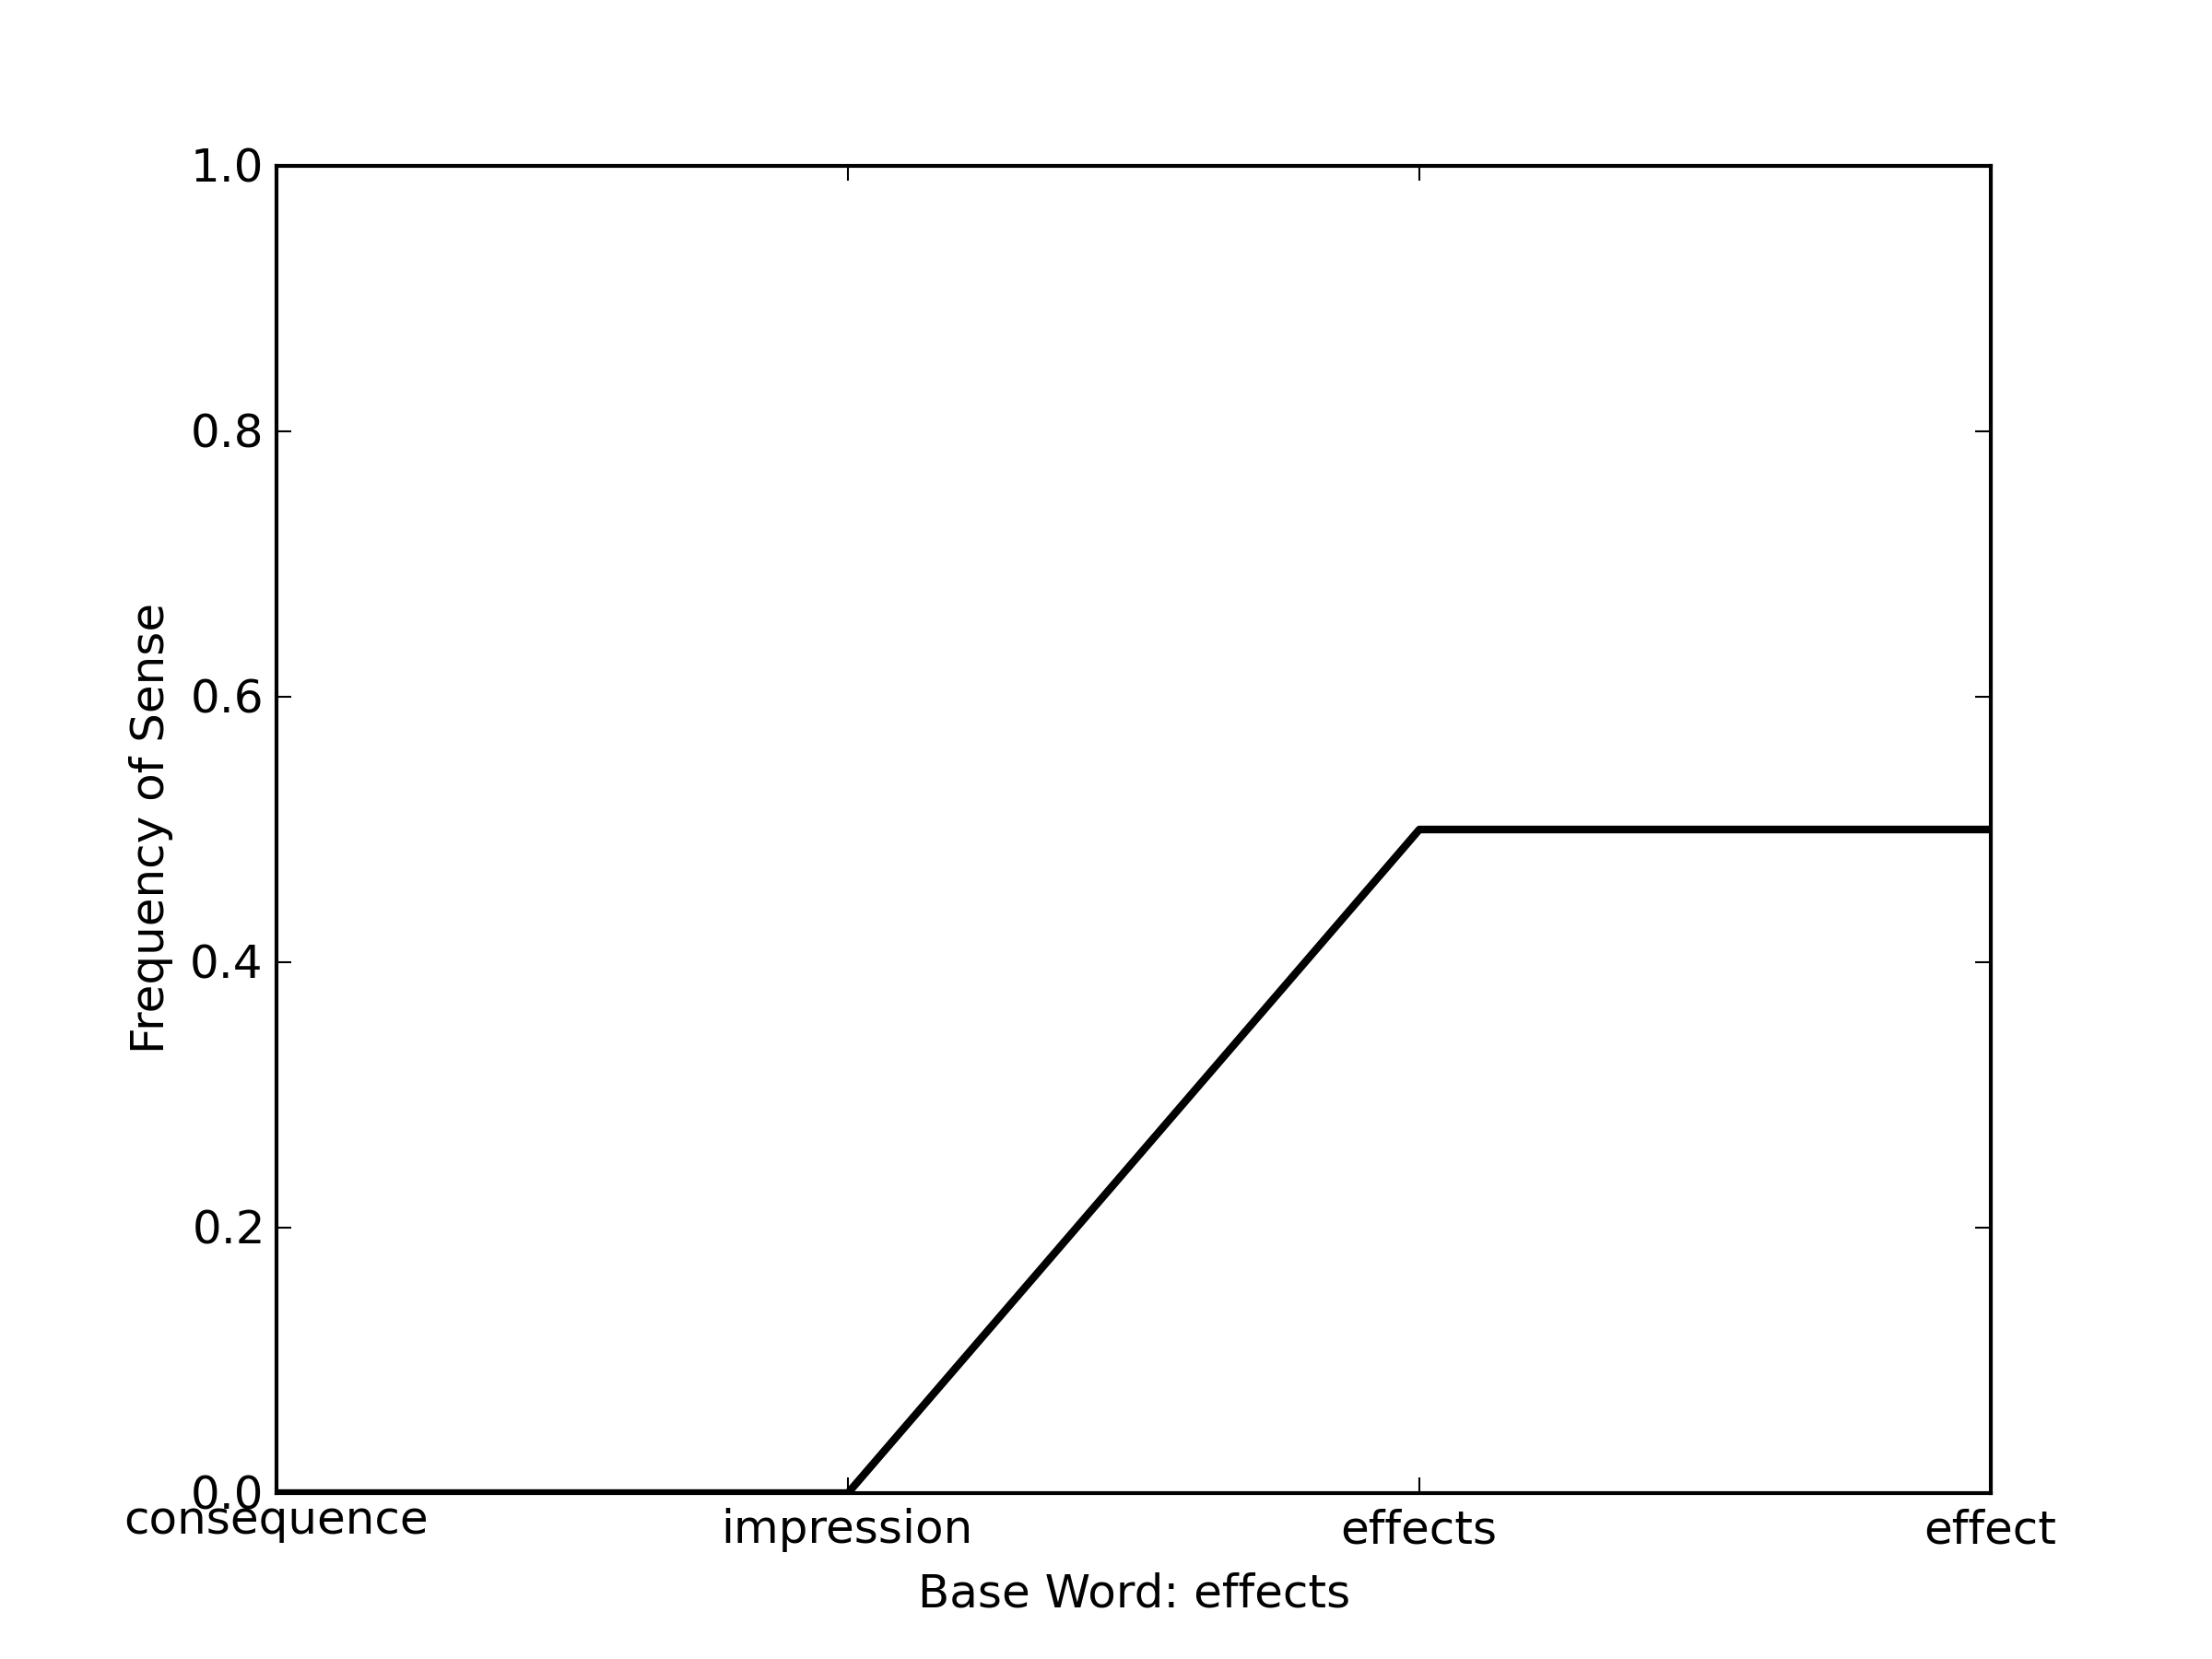 1.0
0.8
0.6
0.4
0.2
0.0
Frequency of Sense
consequence
impression
effects
effect
Base Word: effects